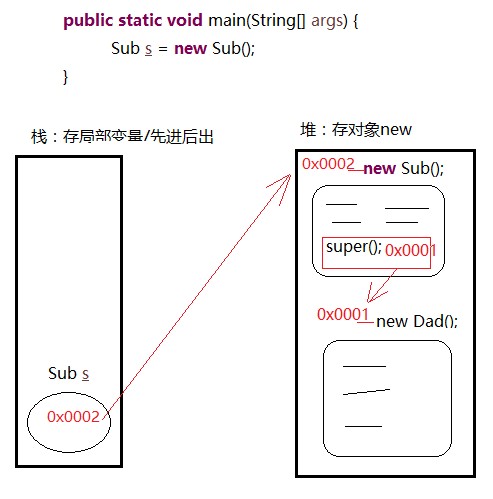 public static void main(String[] args) {
Sub s = new Sub();
}
栈：存局部变量/先进后出
堆：存对象new
0x0002 new Sub();
super(); 0x0001
0x0001 new Dad();
Sub s
0x0002